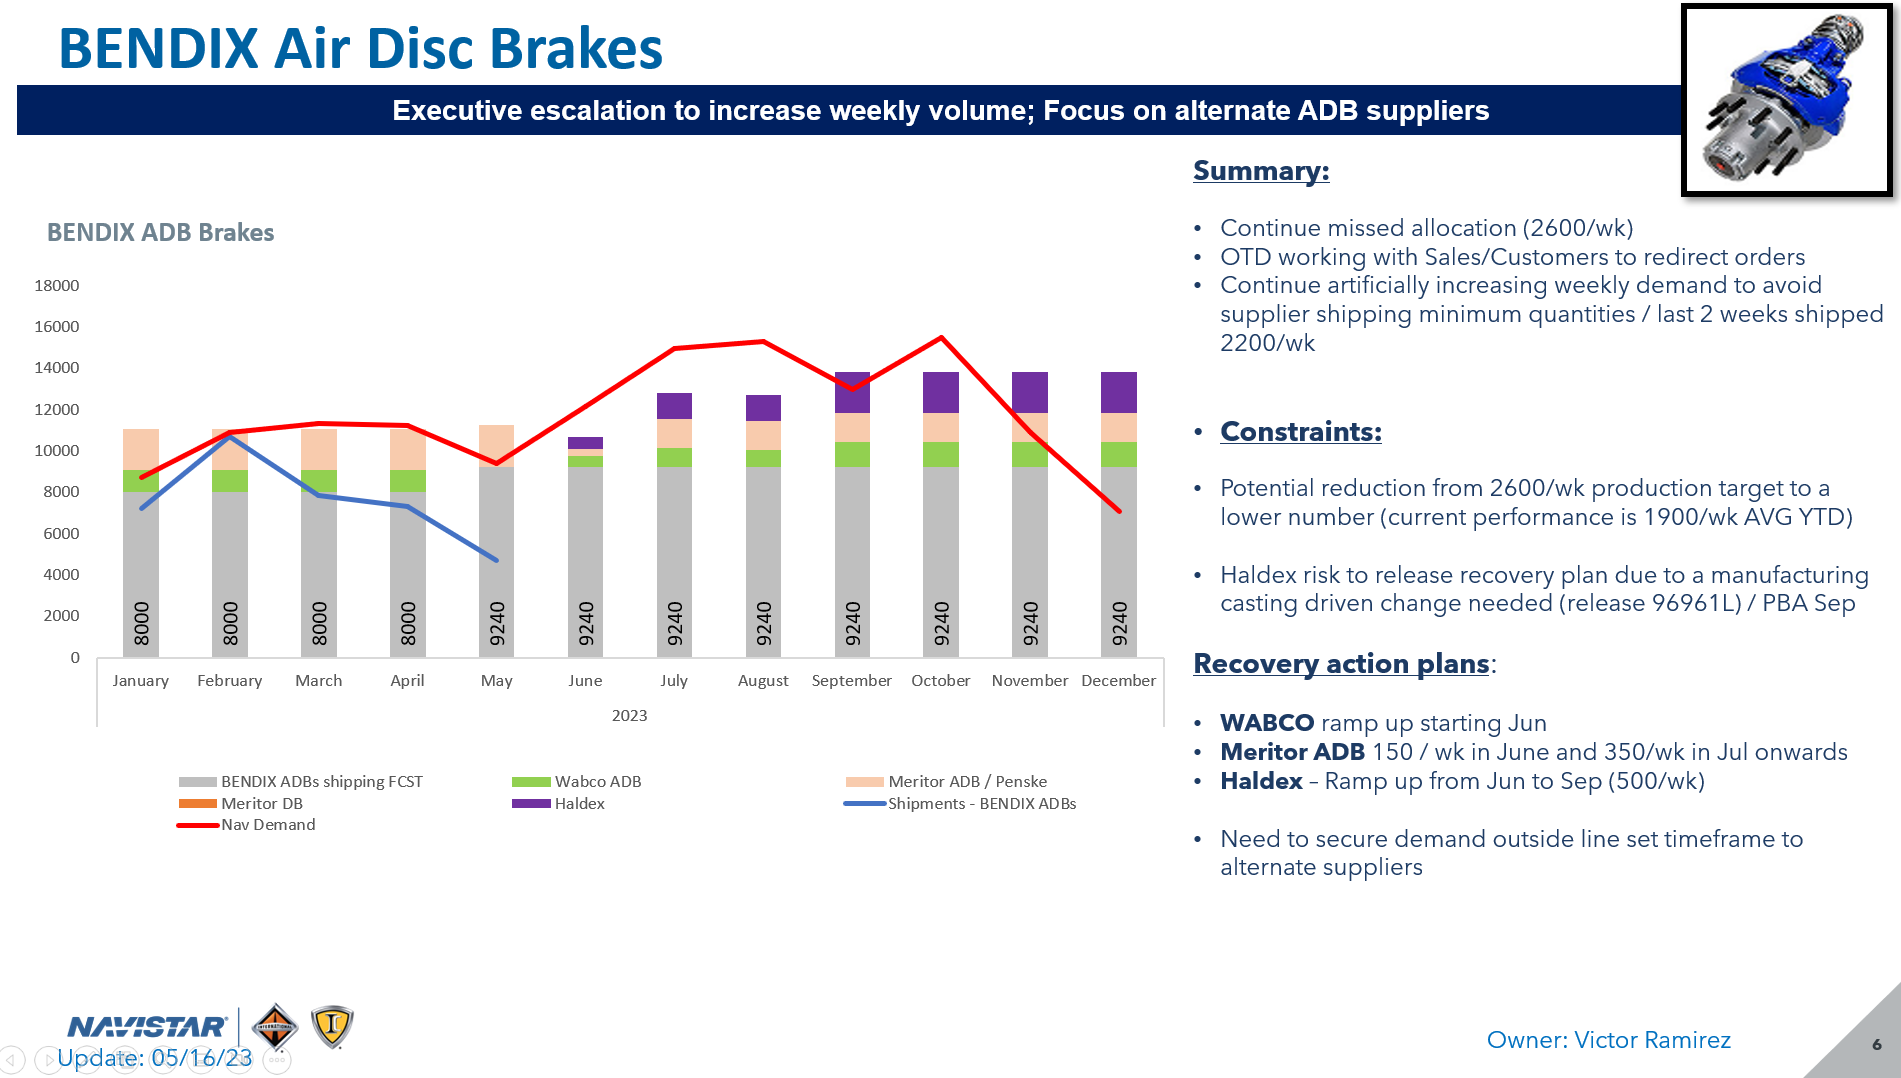 BENDIX Air Disc Brakes
Executive escalation to increase weekly volume; Focus on alternate ADB suppliers
BENDIX ADB Brakes
18000
16000
14000
12000
10000
8000
6000
4000
2000
0
8000
8000
8000
8000
9240
9240
9240
9240
9240
9240
9240
9240
January
February
March
April
May
June
July
August
September
October
November
December
2023
BENDIX ADBs shipping FCST
Wabco ADB
Meritor ADB / Penske
Meritor DB
Haldex
Shipments - BENDIX ADBs
Nav Demand
Summary:
• Continue missed allocation (2600/wk)
• OTD working with Sales/Customers to redirect orders
• Continue artificially increasing weekly demand to avoid
supplier shipping minimum quantities / last 2 weeks shipped
2200/wk
• Constraints:
• Potential reduction from 2600/wk production target to a
lower number (current performance is 1900/wk AVG YTD)
• Haldex risk to release recovery plan due to a manufacturing
casting driven change needed (release 96961L) / PBA Sep
Recovery action plans:
• WABCO ramp up starting Jun
• Meritor ADB 150 / wk in June and 350/wk in Jul onwards
• Haldex – Ramp up from Jun to Sep (500/wk)
• Need to secure demand outside line set timeframe to
alternate suppliers
NAVISTAR
INTERNATIONAL
Update: 05/16/23
Owner: Victor Ramirez
6